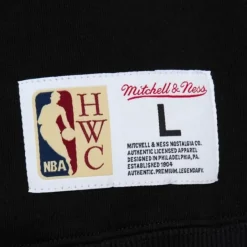 Mitchell & Ness
H
W
C
NBA
L
MITCHELL & NESS NOSTALGIA CO.
AUTHENTIC LICENSED APPAREL
DESIGNED IN PHILADELPHIA, PA.
ESTABLISHED 1904
AUTHENTIC. PREMIUM. LEGENDARY.